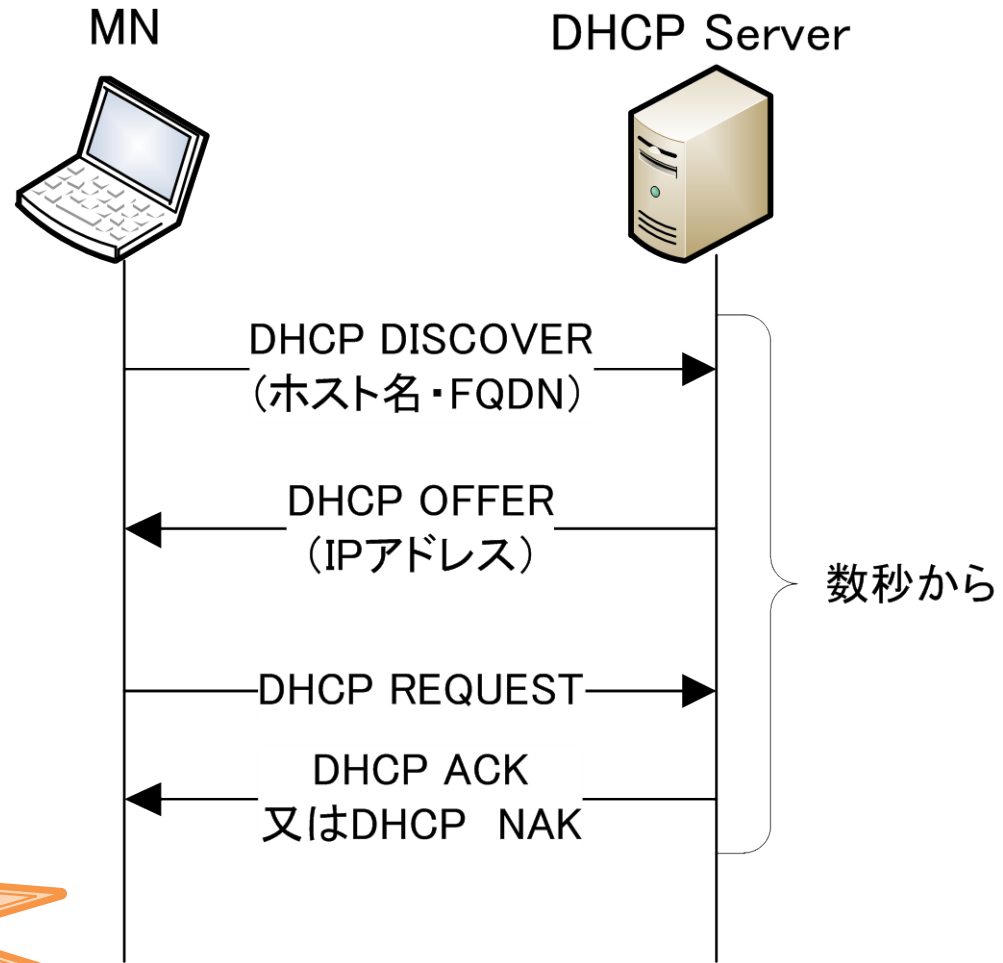 MN
DHCP Server
DHCP DISCOVER
(ホスト名・FQDN)
DHCP OFFER
(IPアドレス)
数秒から
DHCP REQUEST
DHCP ACK
又はDHCP　NAK